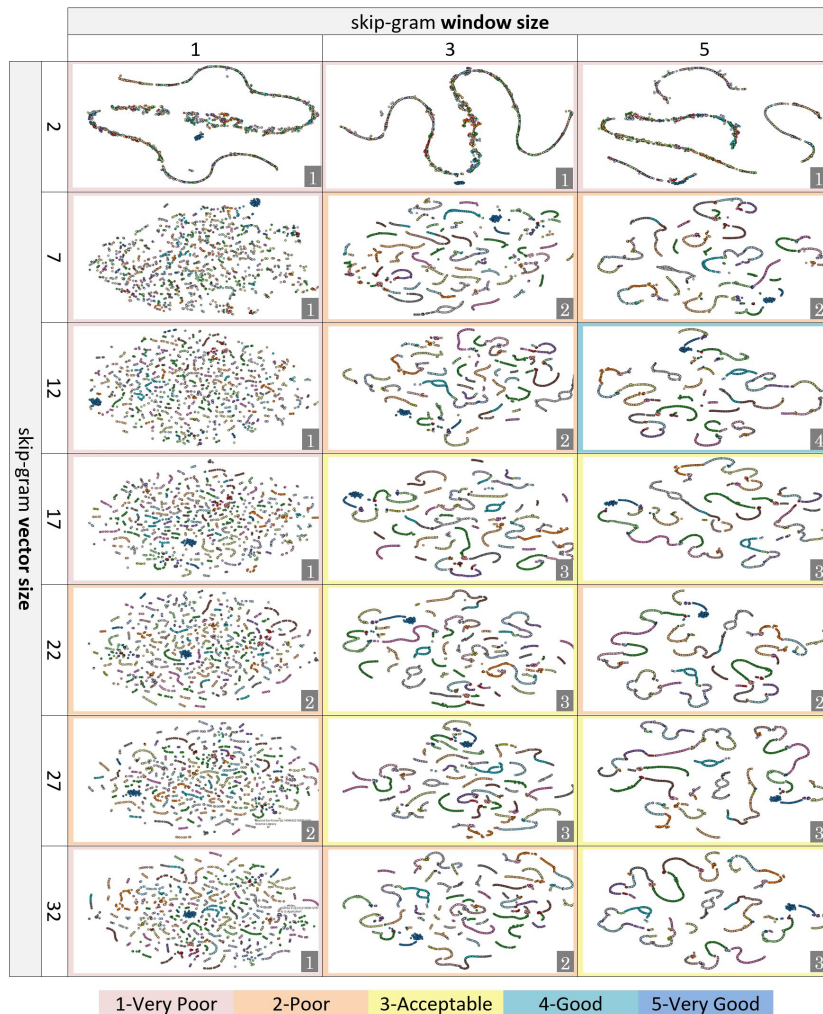 skip-gram window size
1 3 5
skip-gram vector size
2
1 1 1
7
1 2 2
12
1 2 4
17
1 3 3
22
2 3 2
27
2 3 3
32
1 2 3
1-Very Poor 2-Poor 3-Acceptable 4-Good 5-Very Good